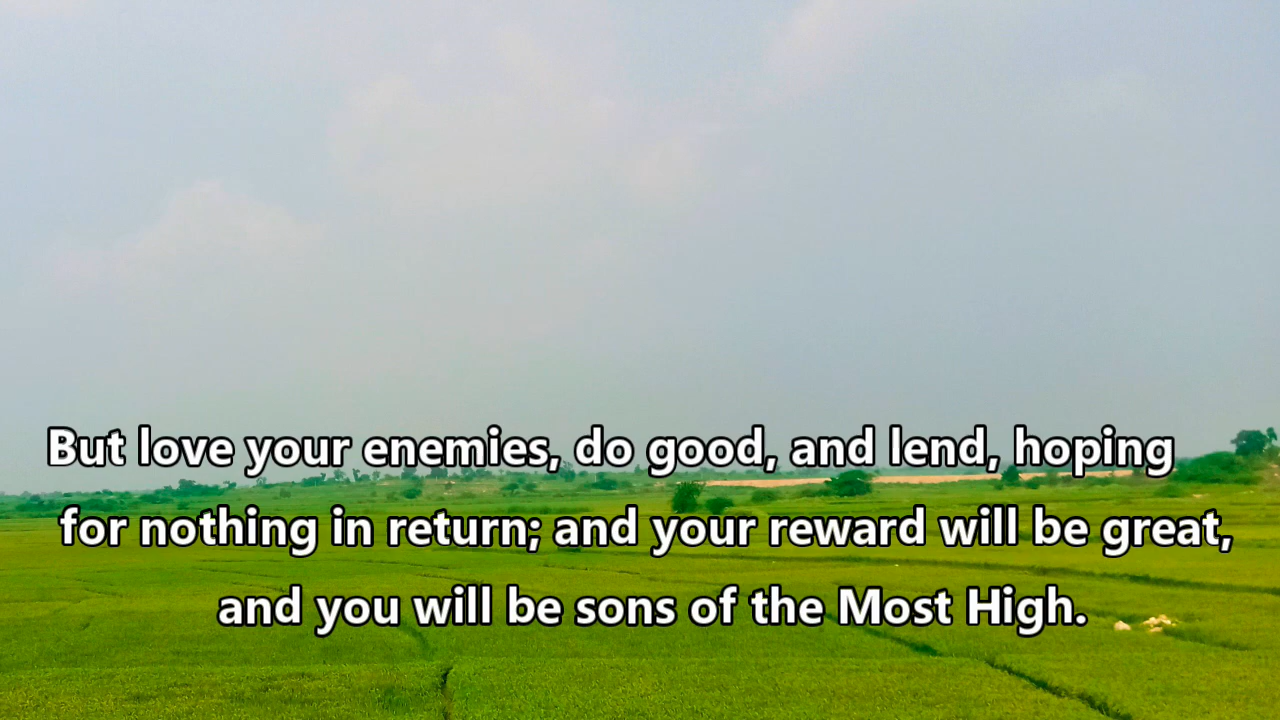 But love your enemies, do good, and lend, hoping
for nothing in return; and your reward will be great,
and you will be sons of the Most High.